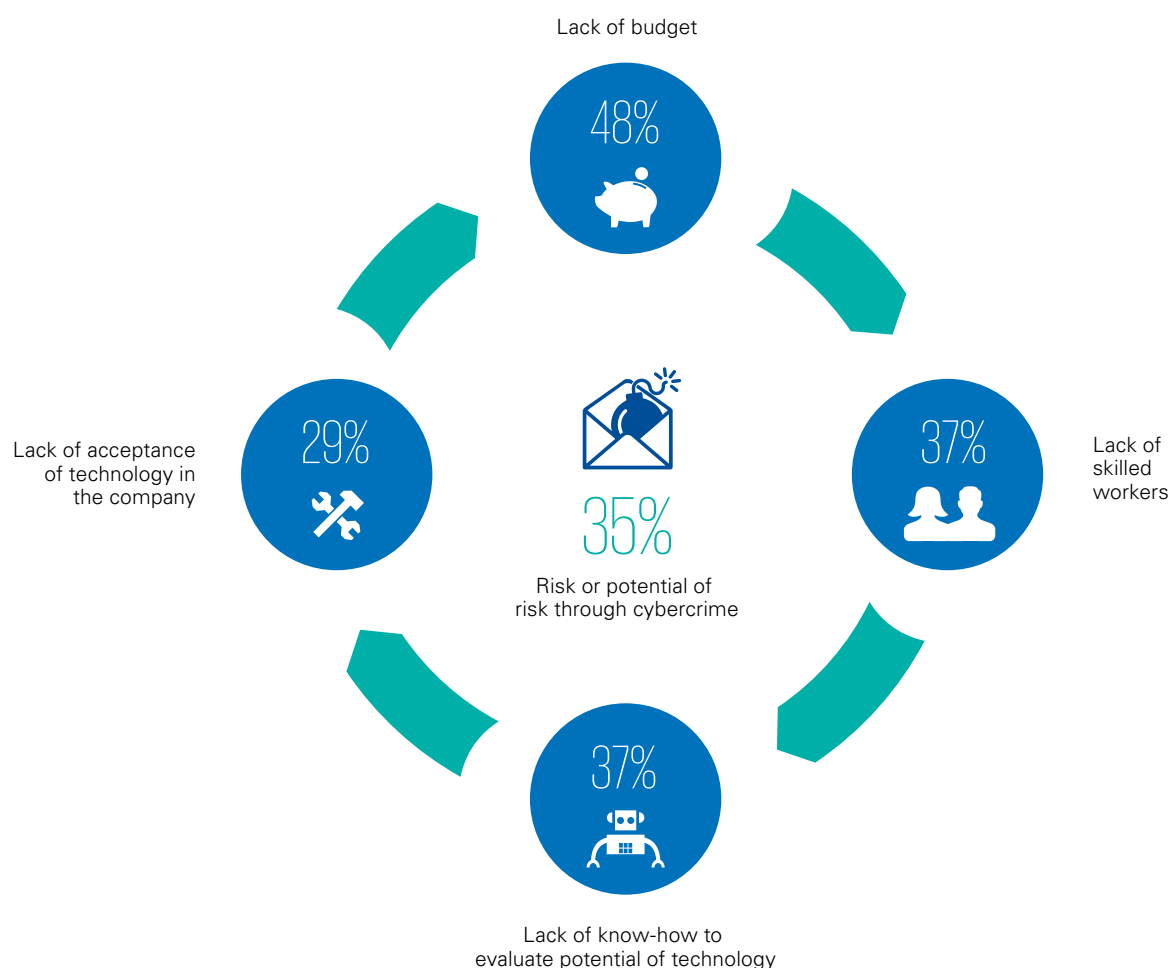 Lack of budget
48%
37%
Lack of
skilled
workers
37%
Lack of know-how to
evaluate potential of technology
29%
Lack of acceptance
of technology in
the company
35%
Risk or potential of
risk through cybercrime